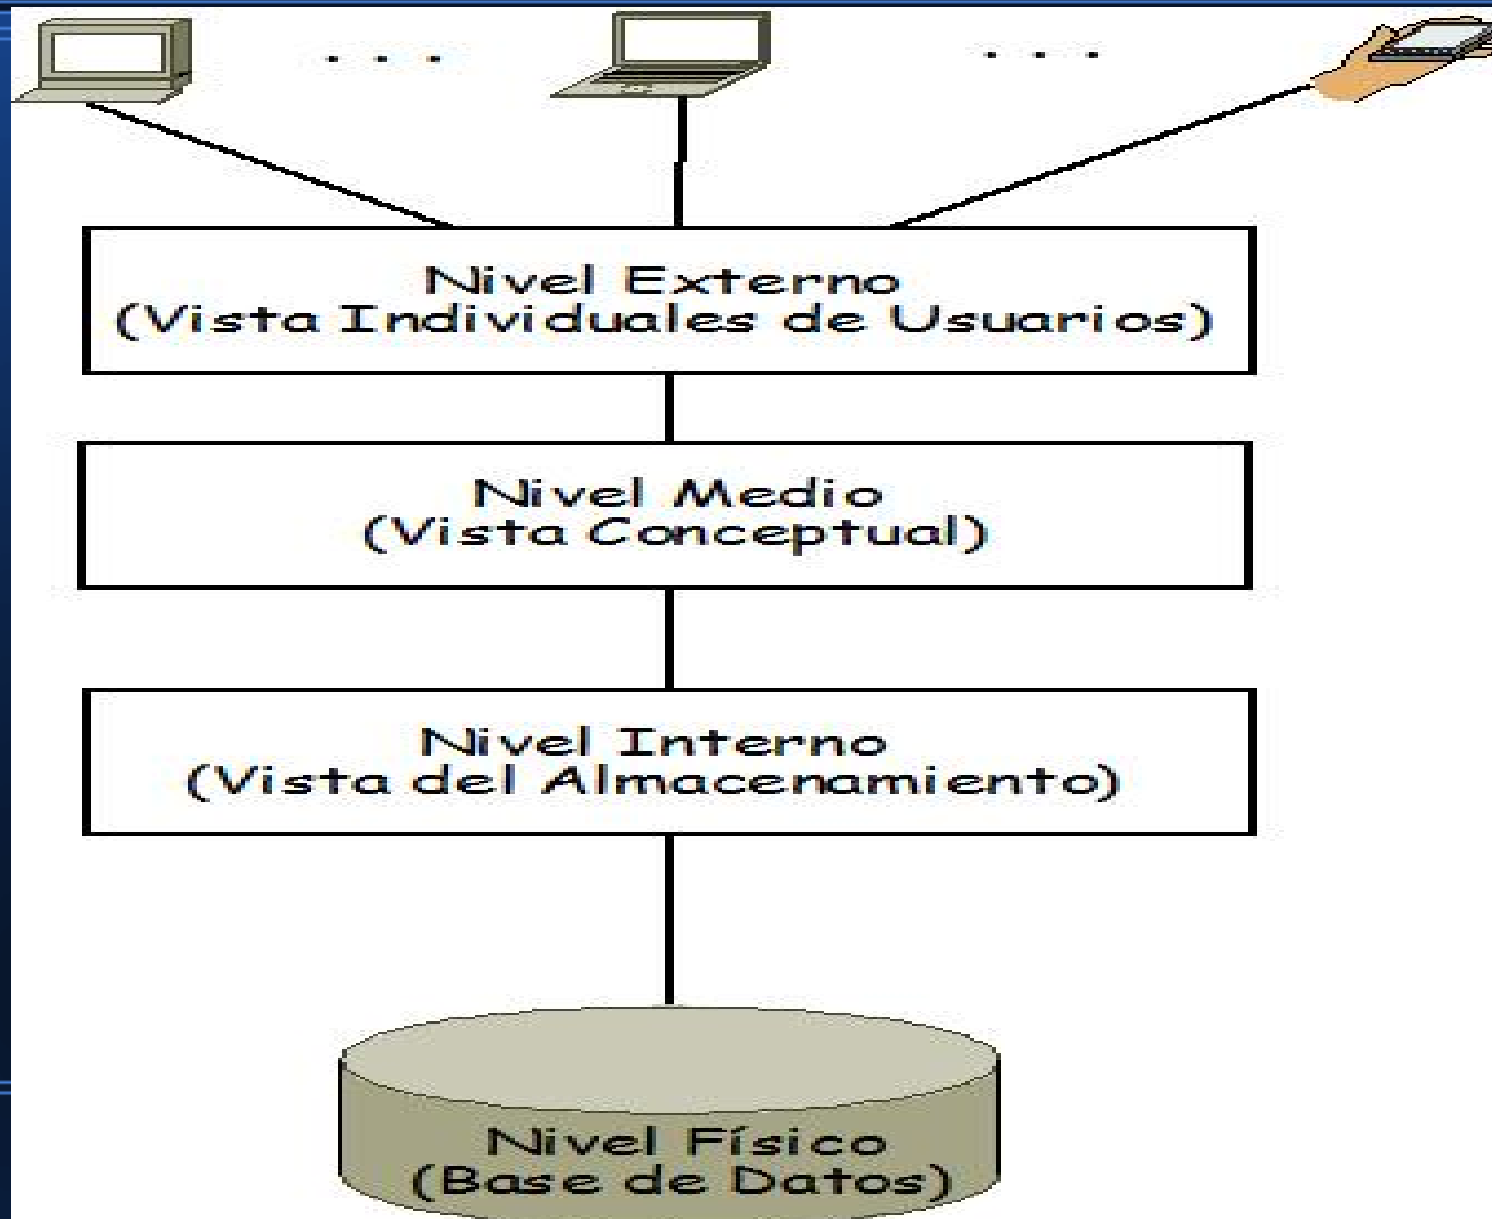 Nivel Externo
(Vista Individuales de Usuarios)
Nivel Medio
(Vista Conceptual)
Nivel Interno
(Vista del Almacenamiento)
Nivel Físico
(Base de Datos)